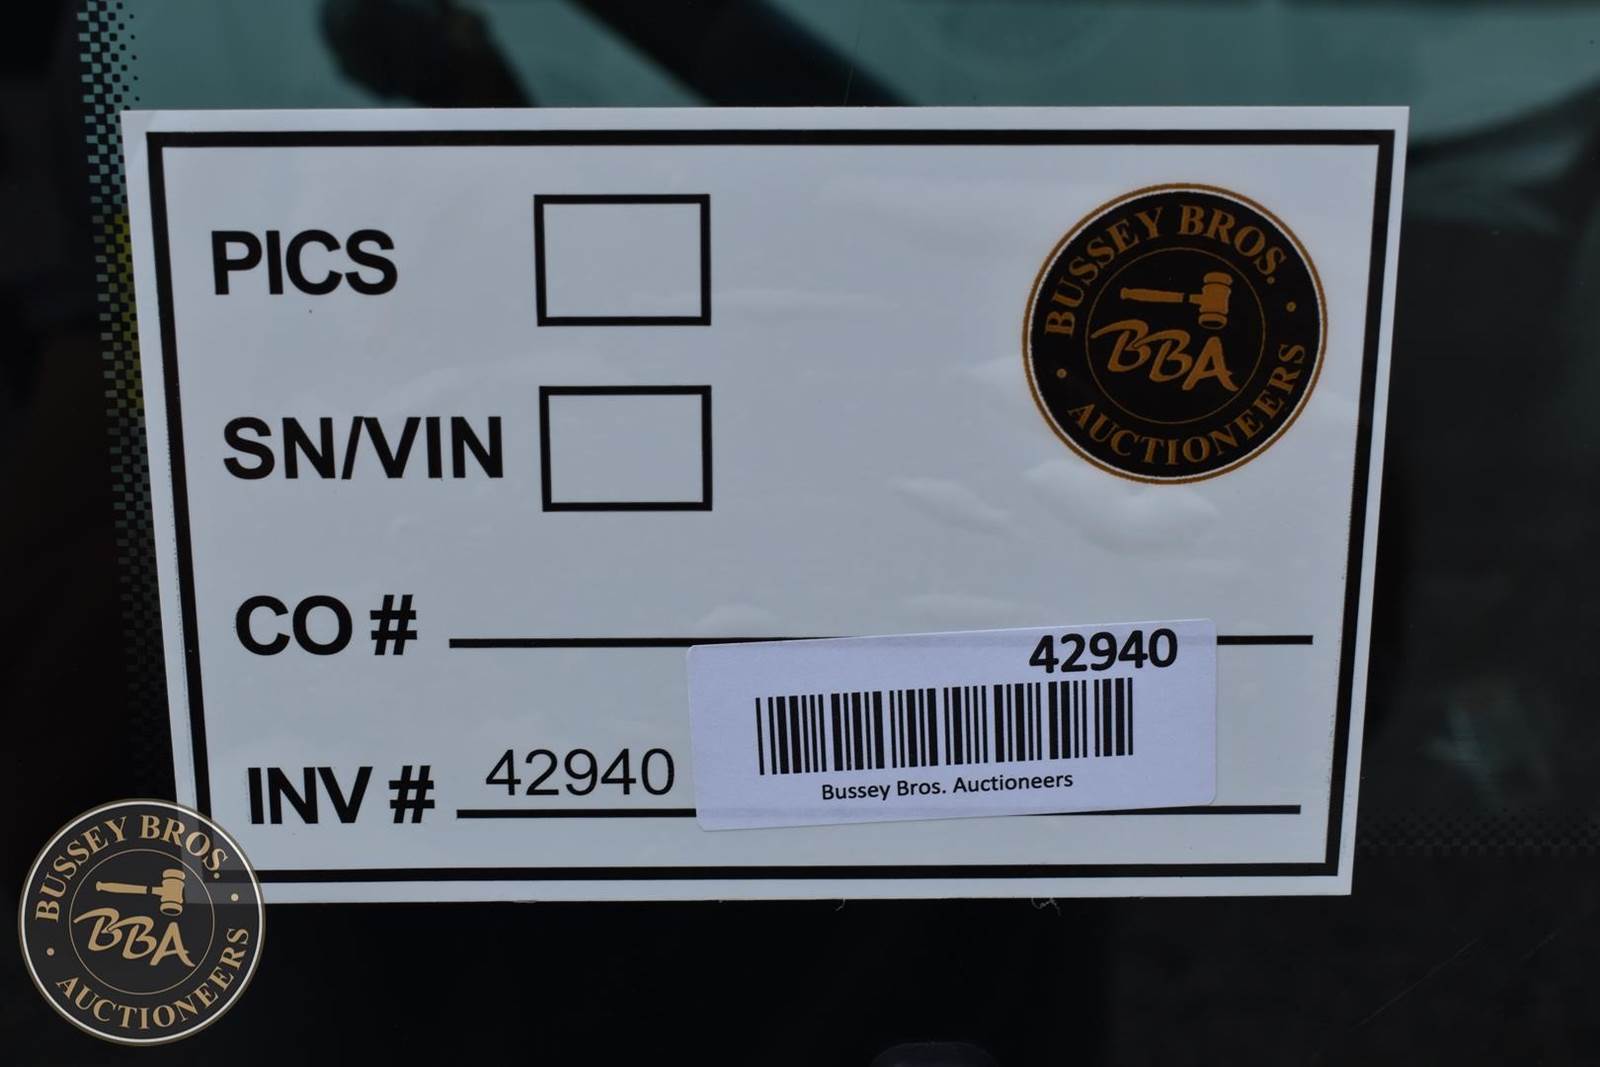 PICS
BUSSEY BROS.
BBA
AUCTIONEERS
SN/VIN
CO #
42940
INV # 42940
Bussey Bros. Auctioneers
BUSSEY BROS.
BBA
AUCTIONEERS